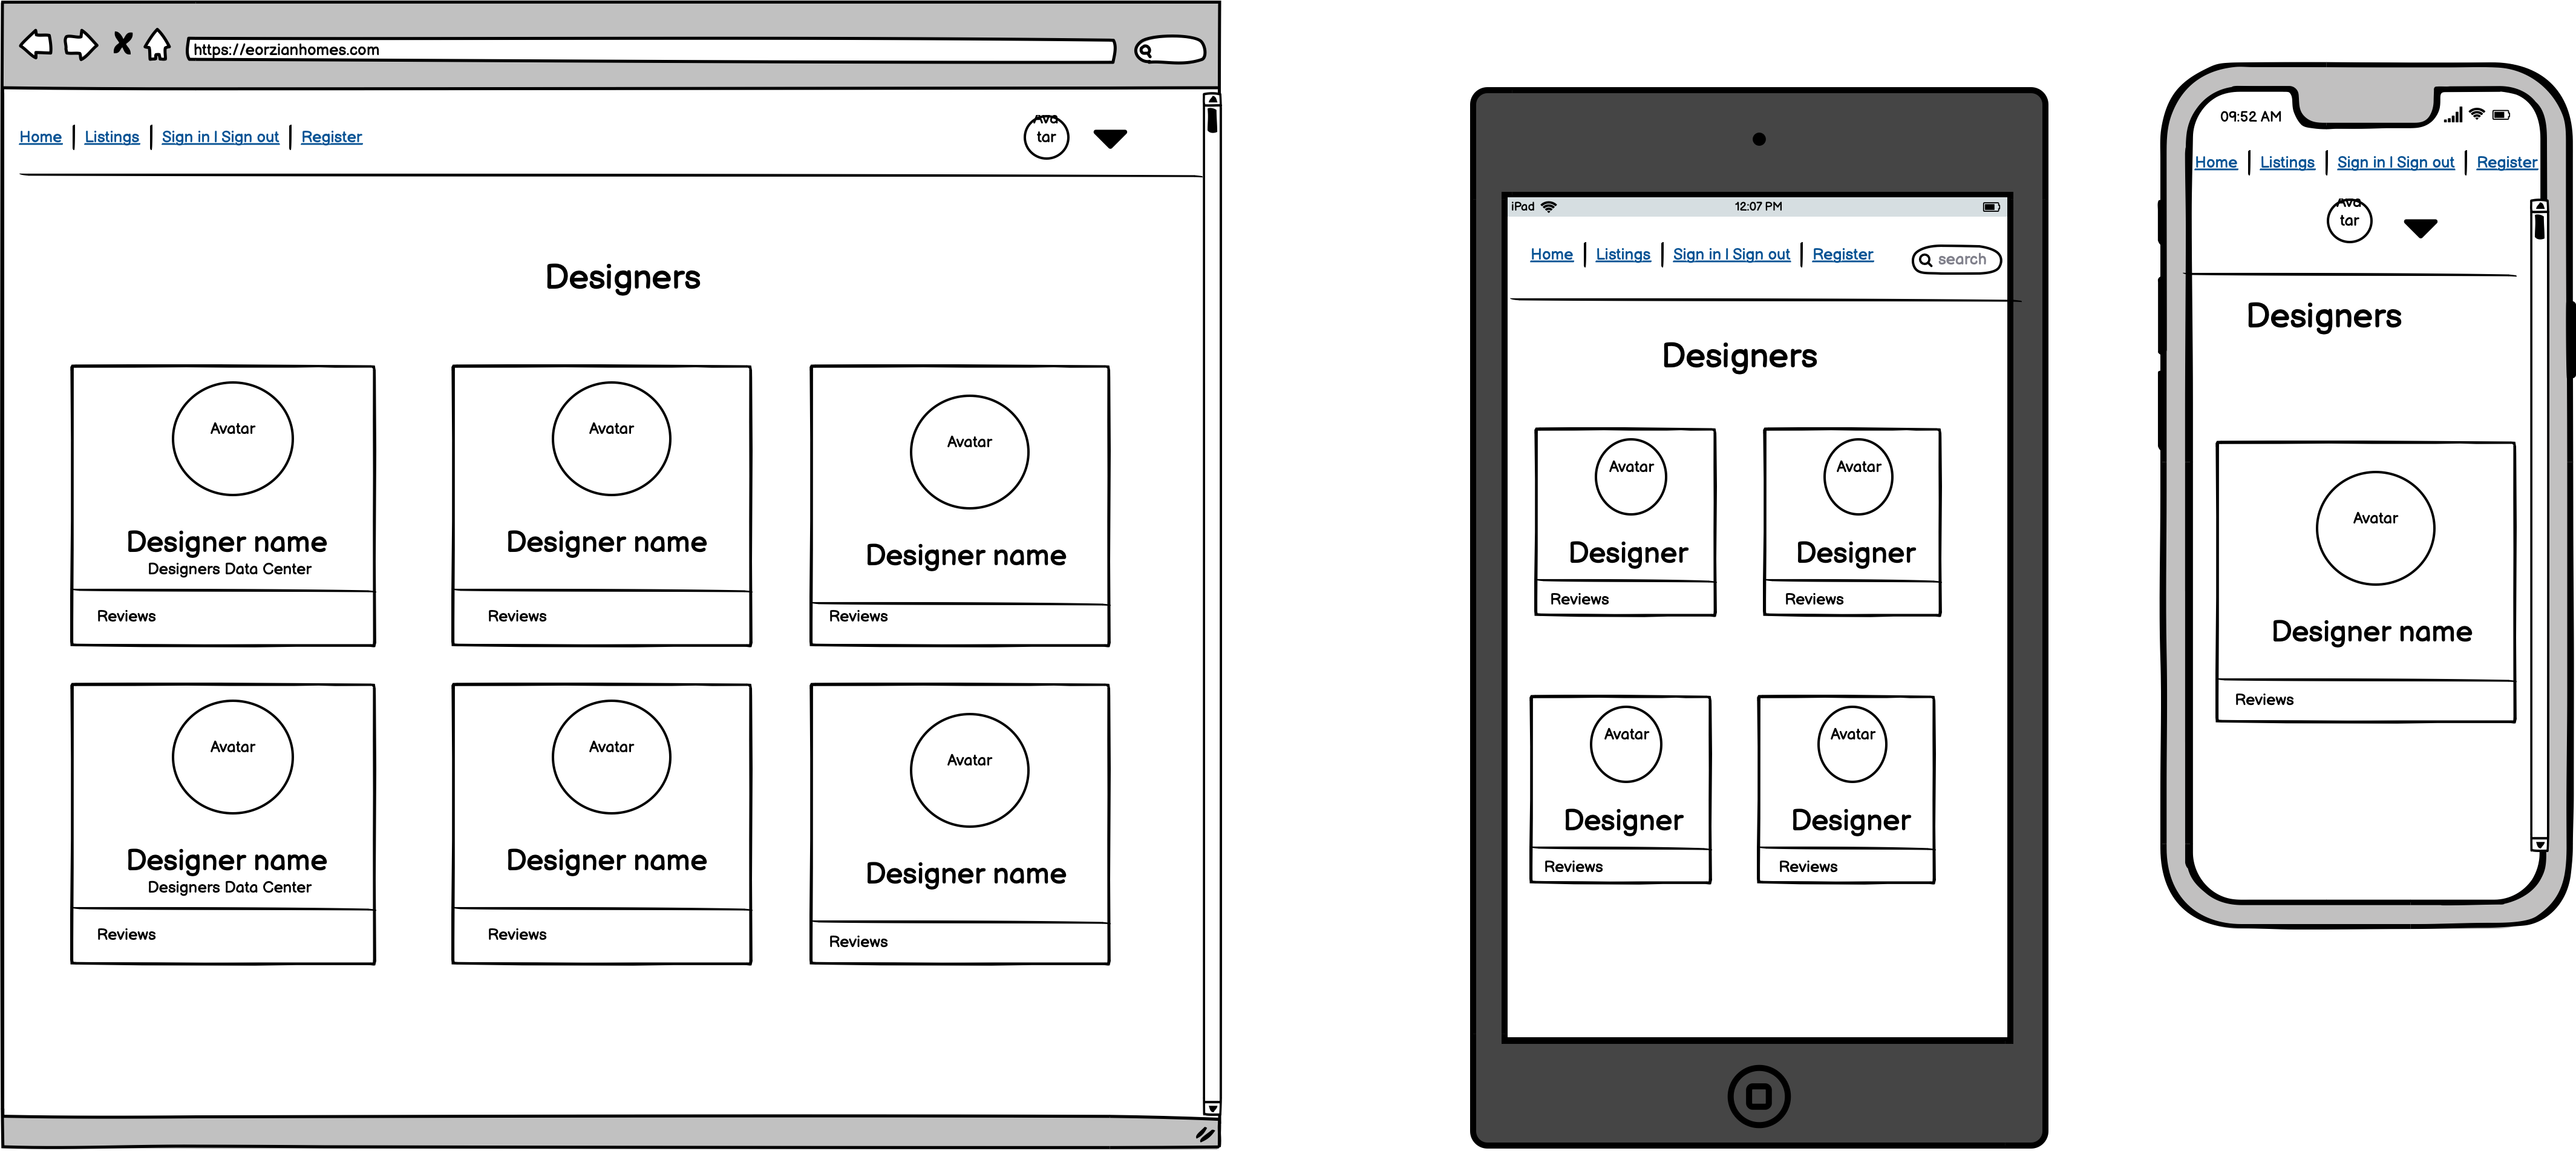 https://eorzianhomes.com
Home | Listings | Sign in | Sign out | Register
Ava
tar
Designers
Avatar Avatar Avatar
Designer name Designer name Designer name
Designers Data Center
Reviews Reviews Reviews
Avatar Avatar Avatar
Designer name Designer name Designer name
Designers Data Center
Reviews Reviews Reviews
iPad 12:07 PM
Home | Listings | Sign in | Sign out | Register search
Designers
Avatar Avatar
Designer Designer
Reviews Reviews
Avatar Avatar
Designer Designer
Reviews Reviews
09:52 AM
Home | Listings | Sign in | Sign out | Register
Ava
tar
Designers
Avatar
Designer name
Reviews